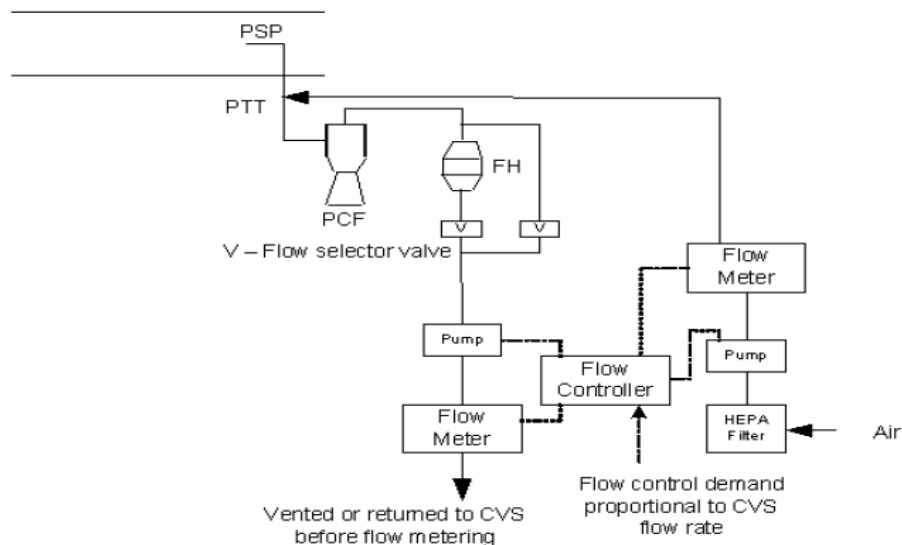 PSP
PTT
PCF
FH
V
V
V – Flow selector valve
Flow
Meter
Pump
Pump
Flow
Controller
Flow
Meter
HEPA
Filter
Air
Vented or returned to CVS
before flow metering
Flow control demand
proportional to CVS
flow rate